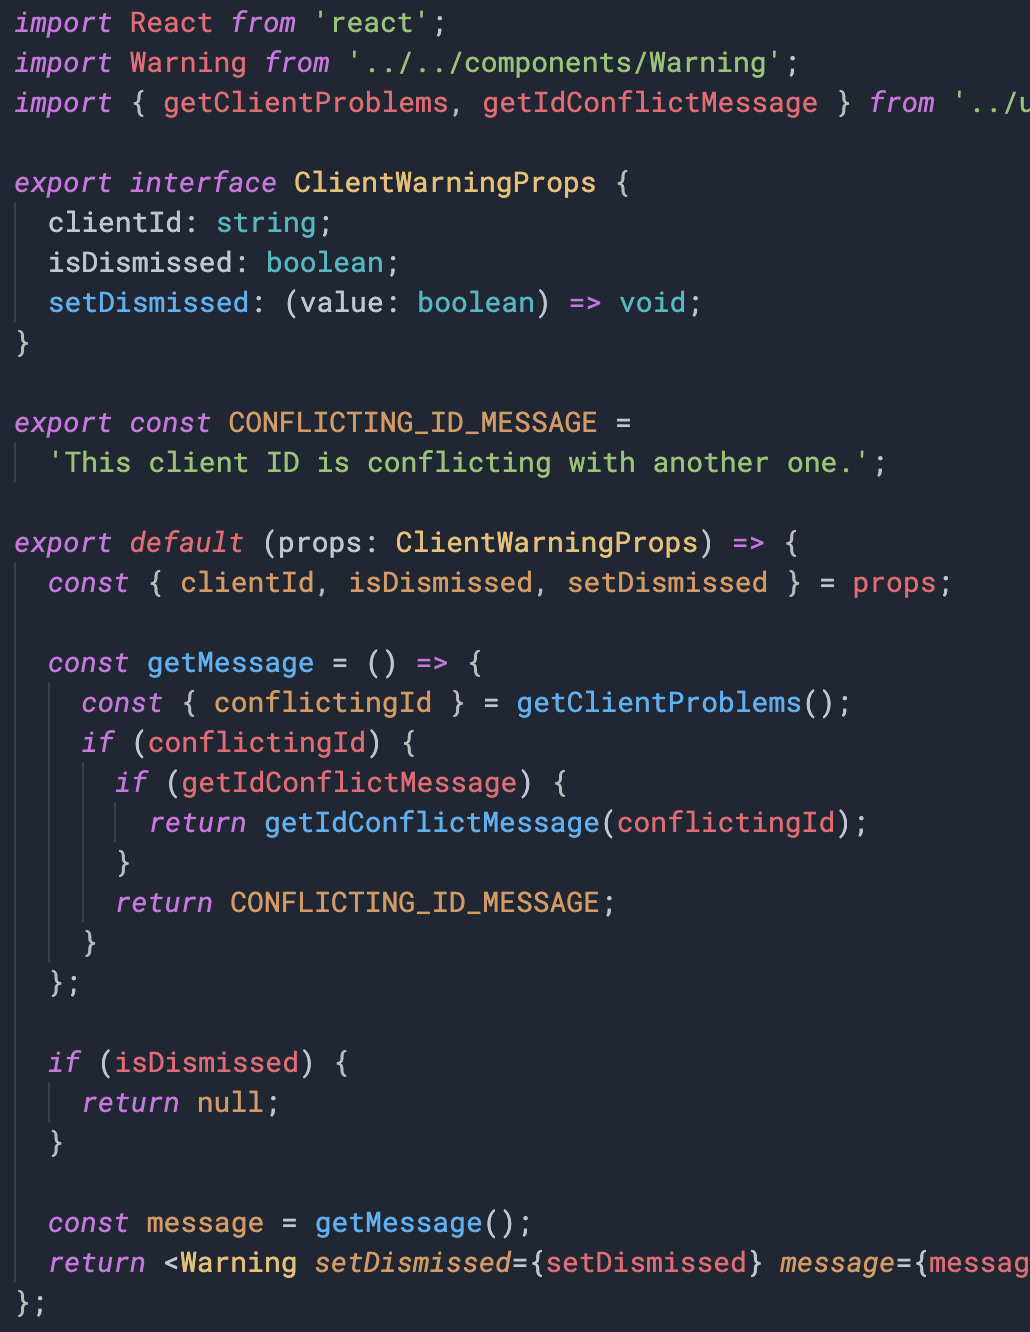 import React from 'react';
import Warning from '../../components/Warning';
import { getClientProblems, getIdConflictMessage } from '../u
export interface ClientWarningProps {
clientId: string;
isDismissed: boolean;
setDismissed: (value: boolean) => void;
}
export const CONFLICTING_ID_MESSAGE =
'This client ID is conflicting with another one.';
export default (props: ClientWarningProps) => {
const { clientId, isDismissed, setDismissed } = props;
const getMessage = () => {
const { conflictingId } = getClientProblems();
if (conflictingId) {
if (getIdConflictMessage) {
return getIdConflictMessage(conflictingId);
}
return CONFLICTING_ID_MESSAGE;
}
};
if (isDismissed) {
return null;
}
const message = getMessage();
return <Warning setDismissed={setDismissed} message={messag
};